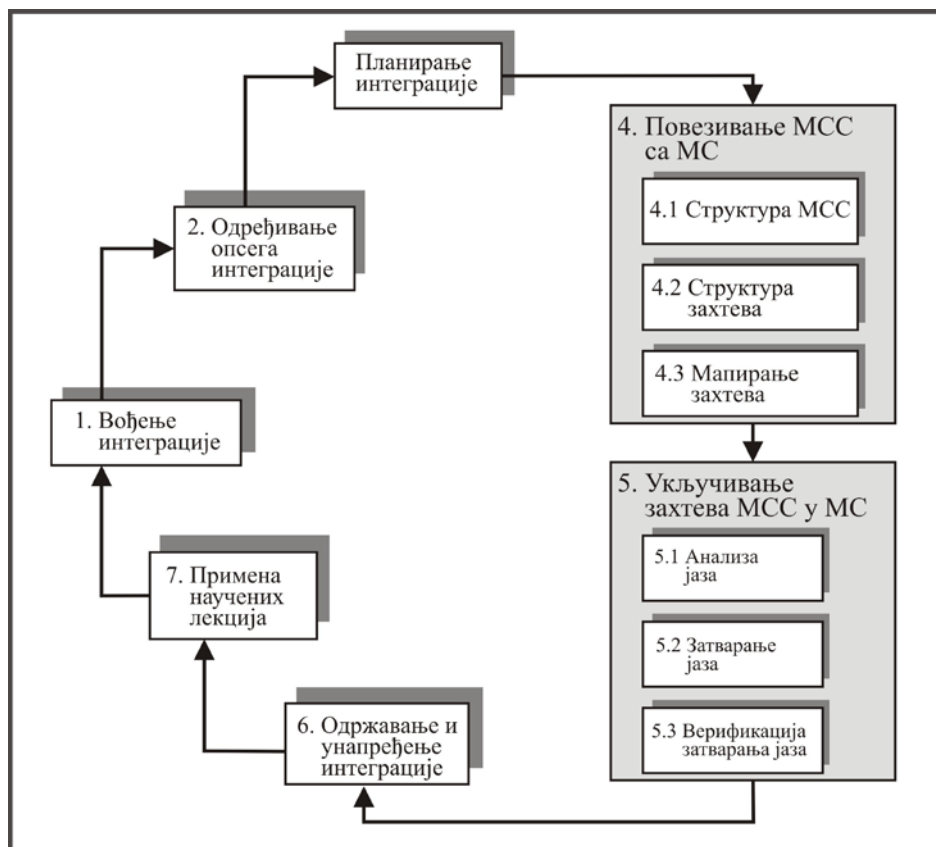 Планирање
интеграције
4. Повезивање МСС
са МС
4.1 Структура МСС
4.2 Структура
захтева
4.3 Мапирање
захтева
2. Одређивање
опсега
интеграције
1. Вођење
интеграције
5. Укључивање
захтева МСС у МС
5.1 Анализа
јаза
5.2 Затварање
јаза
5.3 Верификација
затварања јаза
7. Примена
научених
лекција
6. Одржавање и
унапређење
интеграције